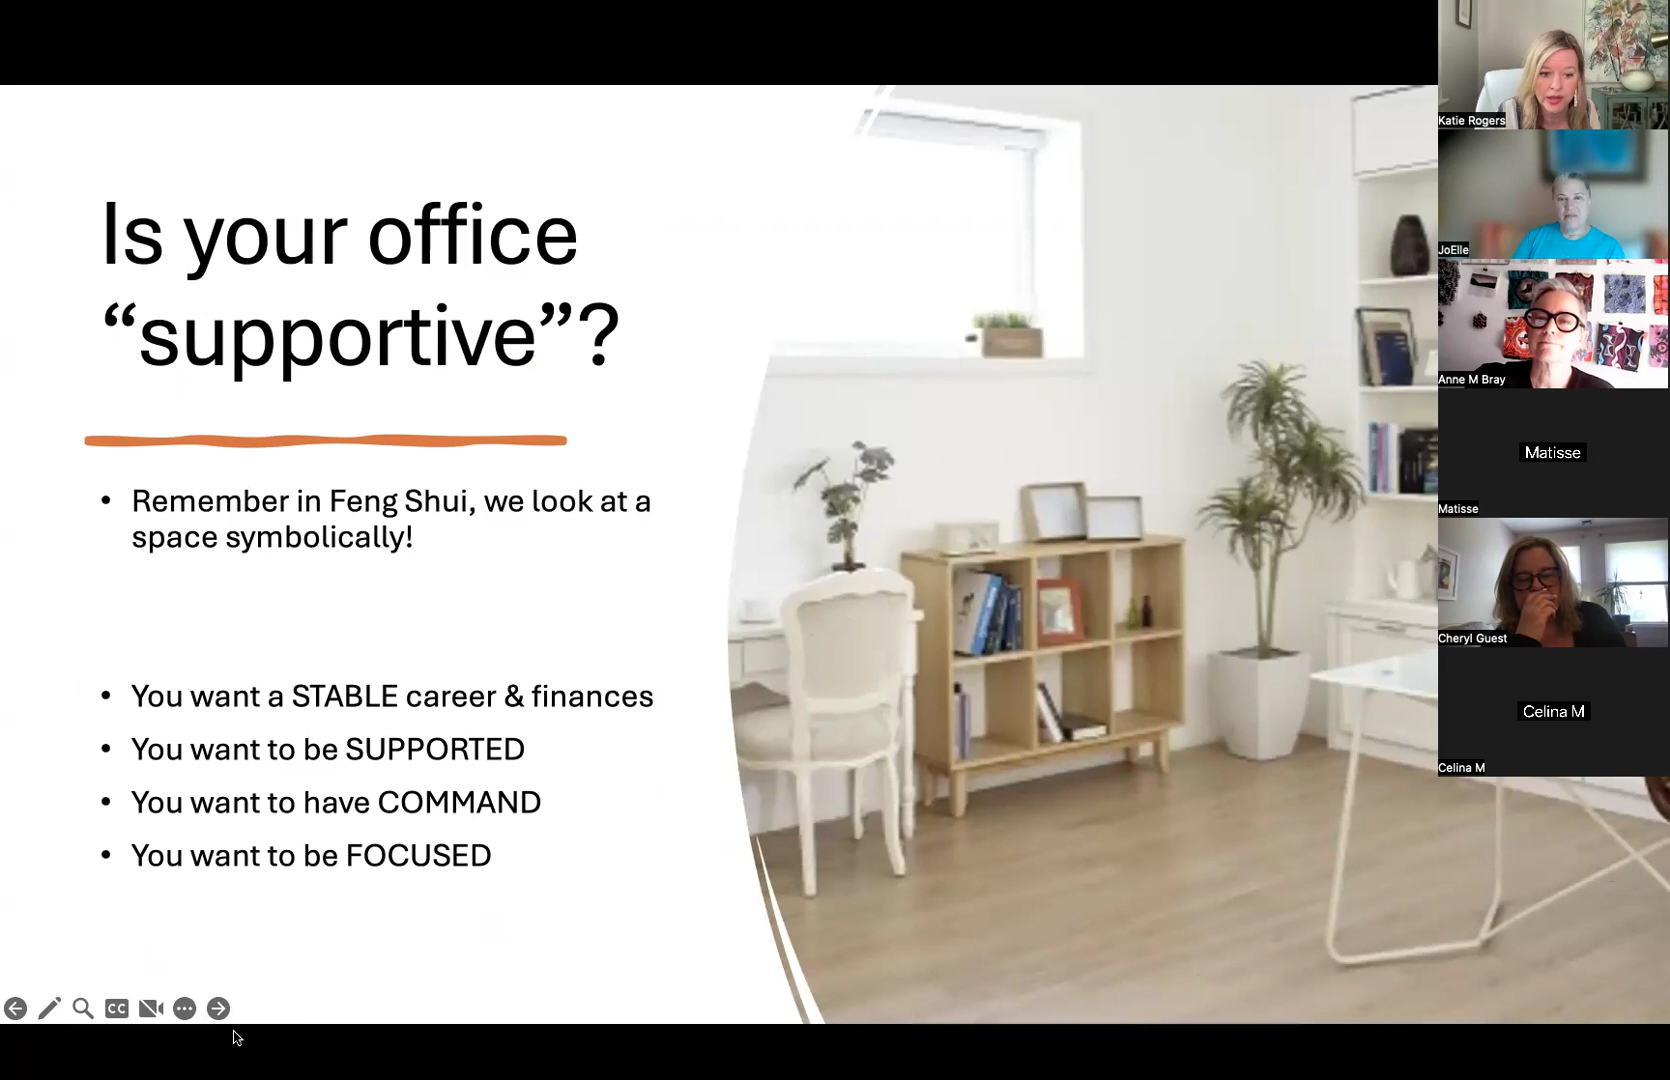 Is your office
“supportive”?
• Remember in Feng Shui, we look at a
space symbolically!
• You want a STABLE career & finances
• You want to be SUPPORTED
• You want to have COMMAND
• You want to be FOCUSED
CC
Katie Rogers
JoElle
Anne M Bray
Matisse
Matisse
Cheryl Guest
Celina M
Celina M